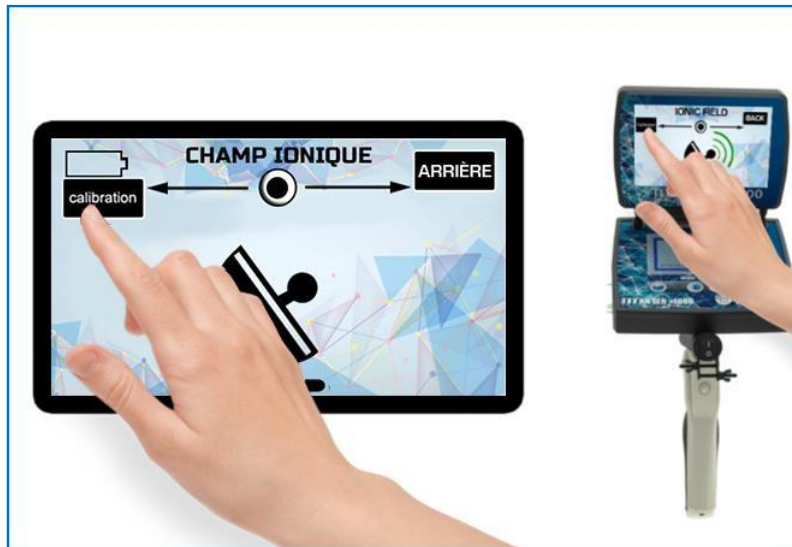 CHAMP IONIQUE
calibration
ARRIÈRE
IONIC FIELD
BACK